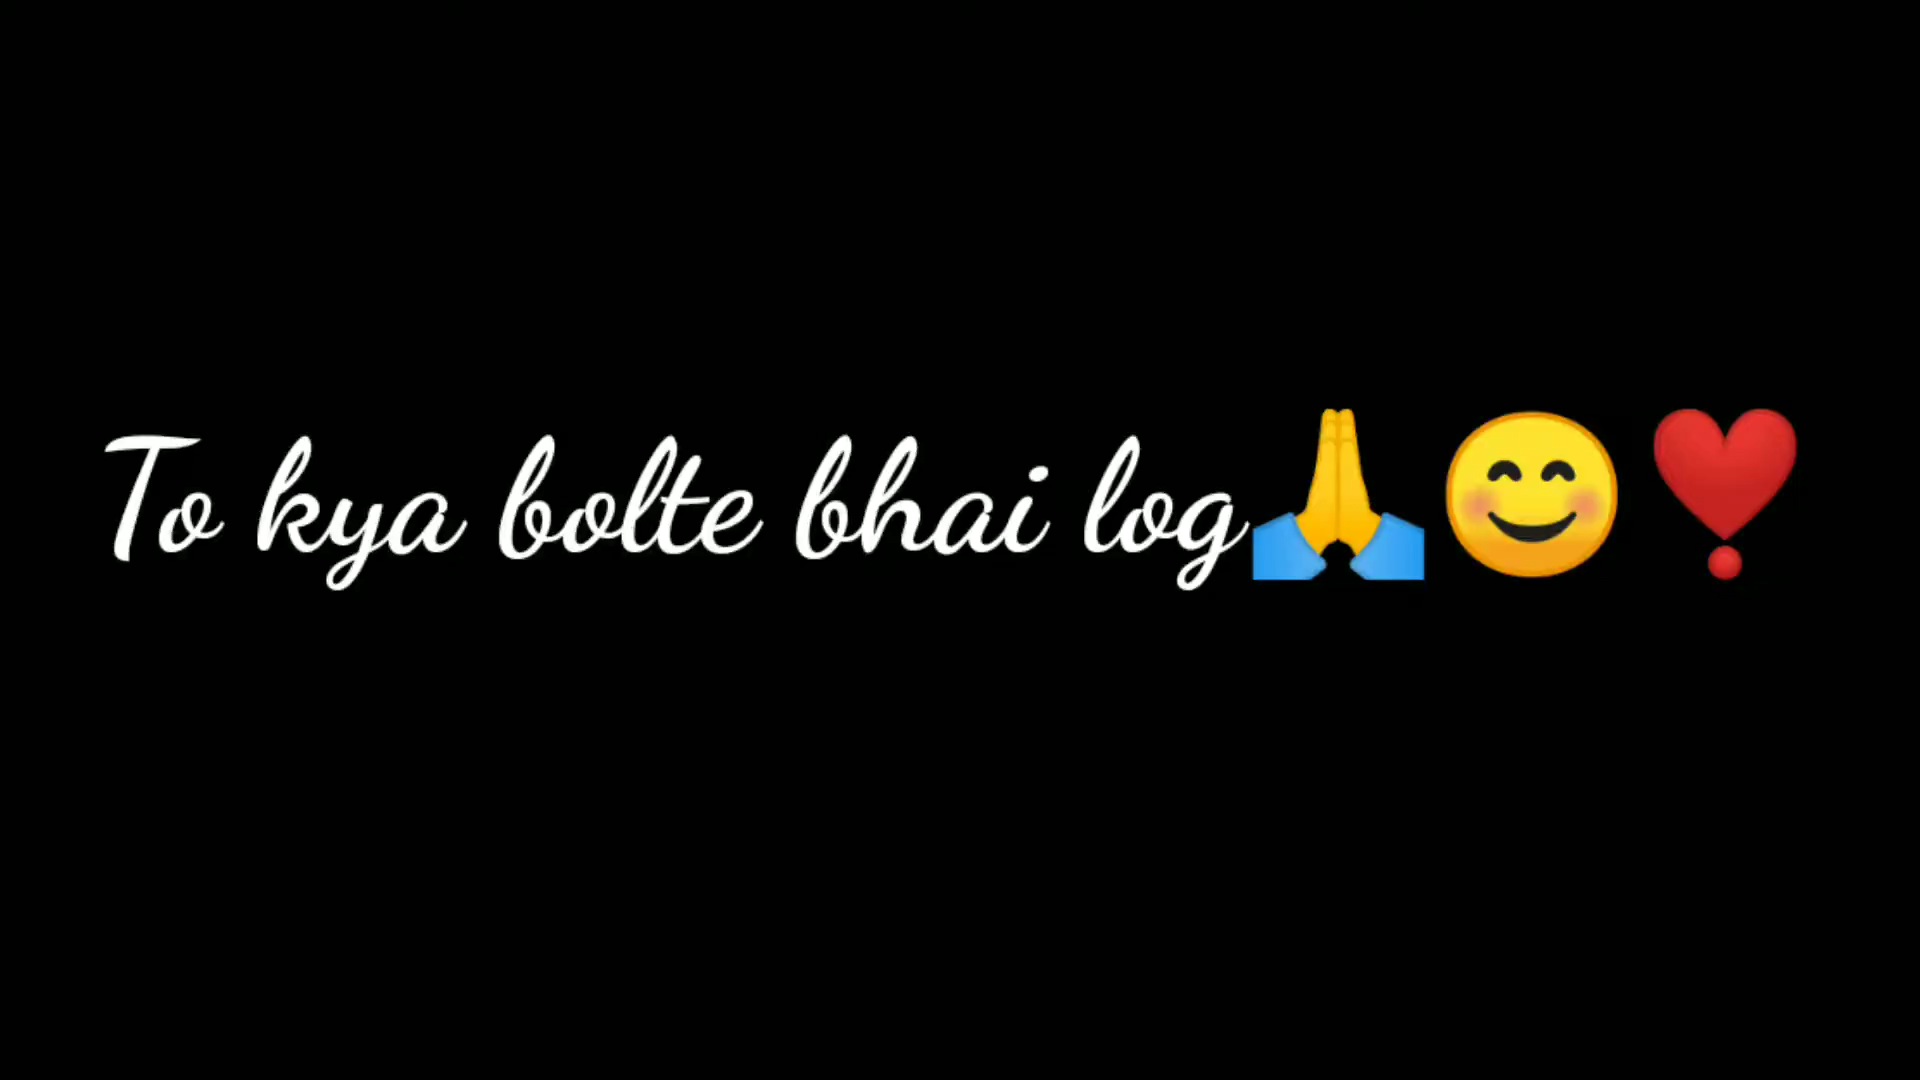 To kya bolte bhai log🙏😊❣️